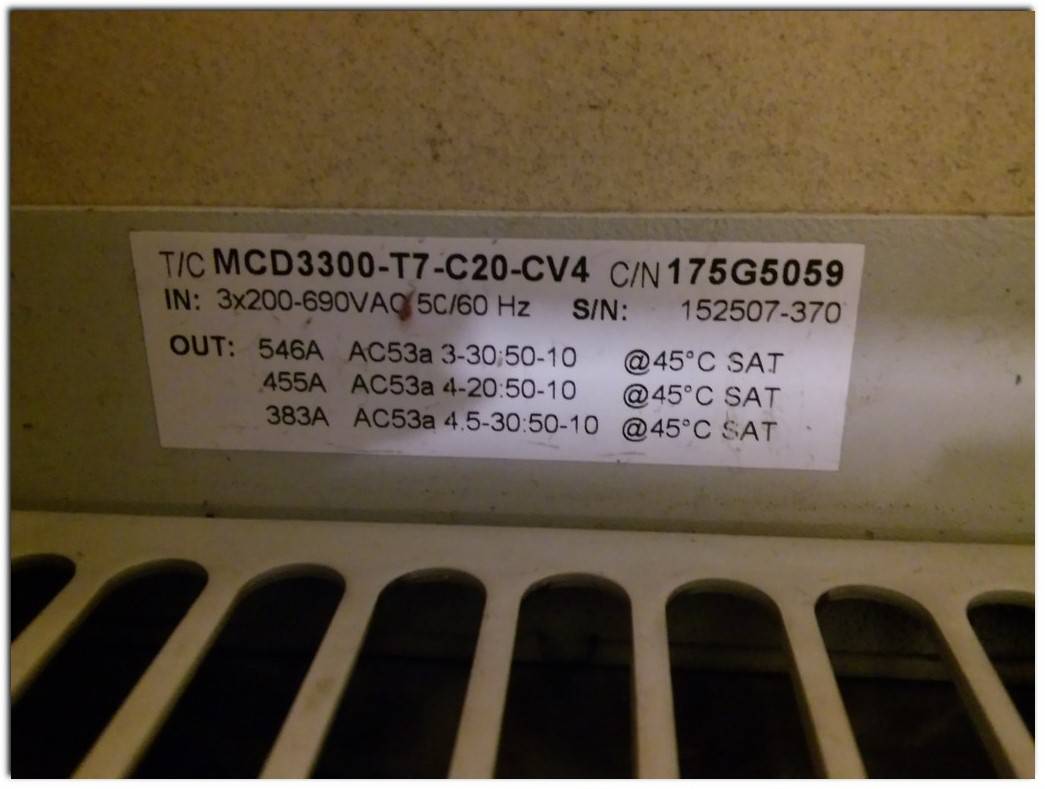 T/C MCD3300-T7-C20-CV4 C/N 175G5059
IN: 3x200-690VAC 50/60 Hz S/N: 152507-370
OUT: 546A AC53a 3-30:50-10 @45°C SAT
455A AC53a 4-20:50-10 @45°C SAT
383A AC53a 4.5-30:50-10 @45°C SAT